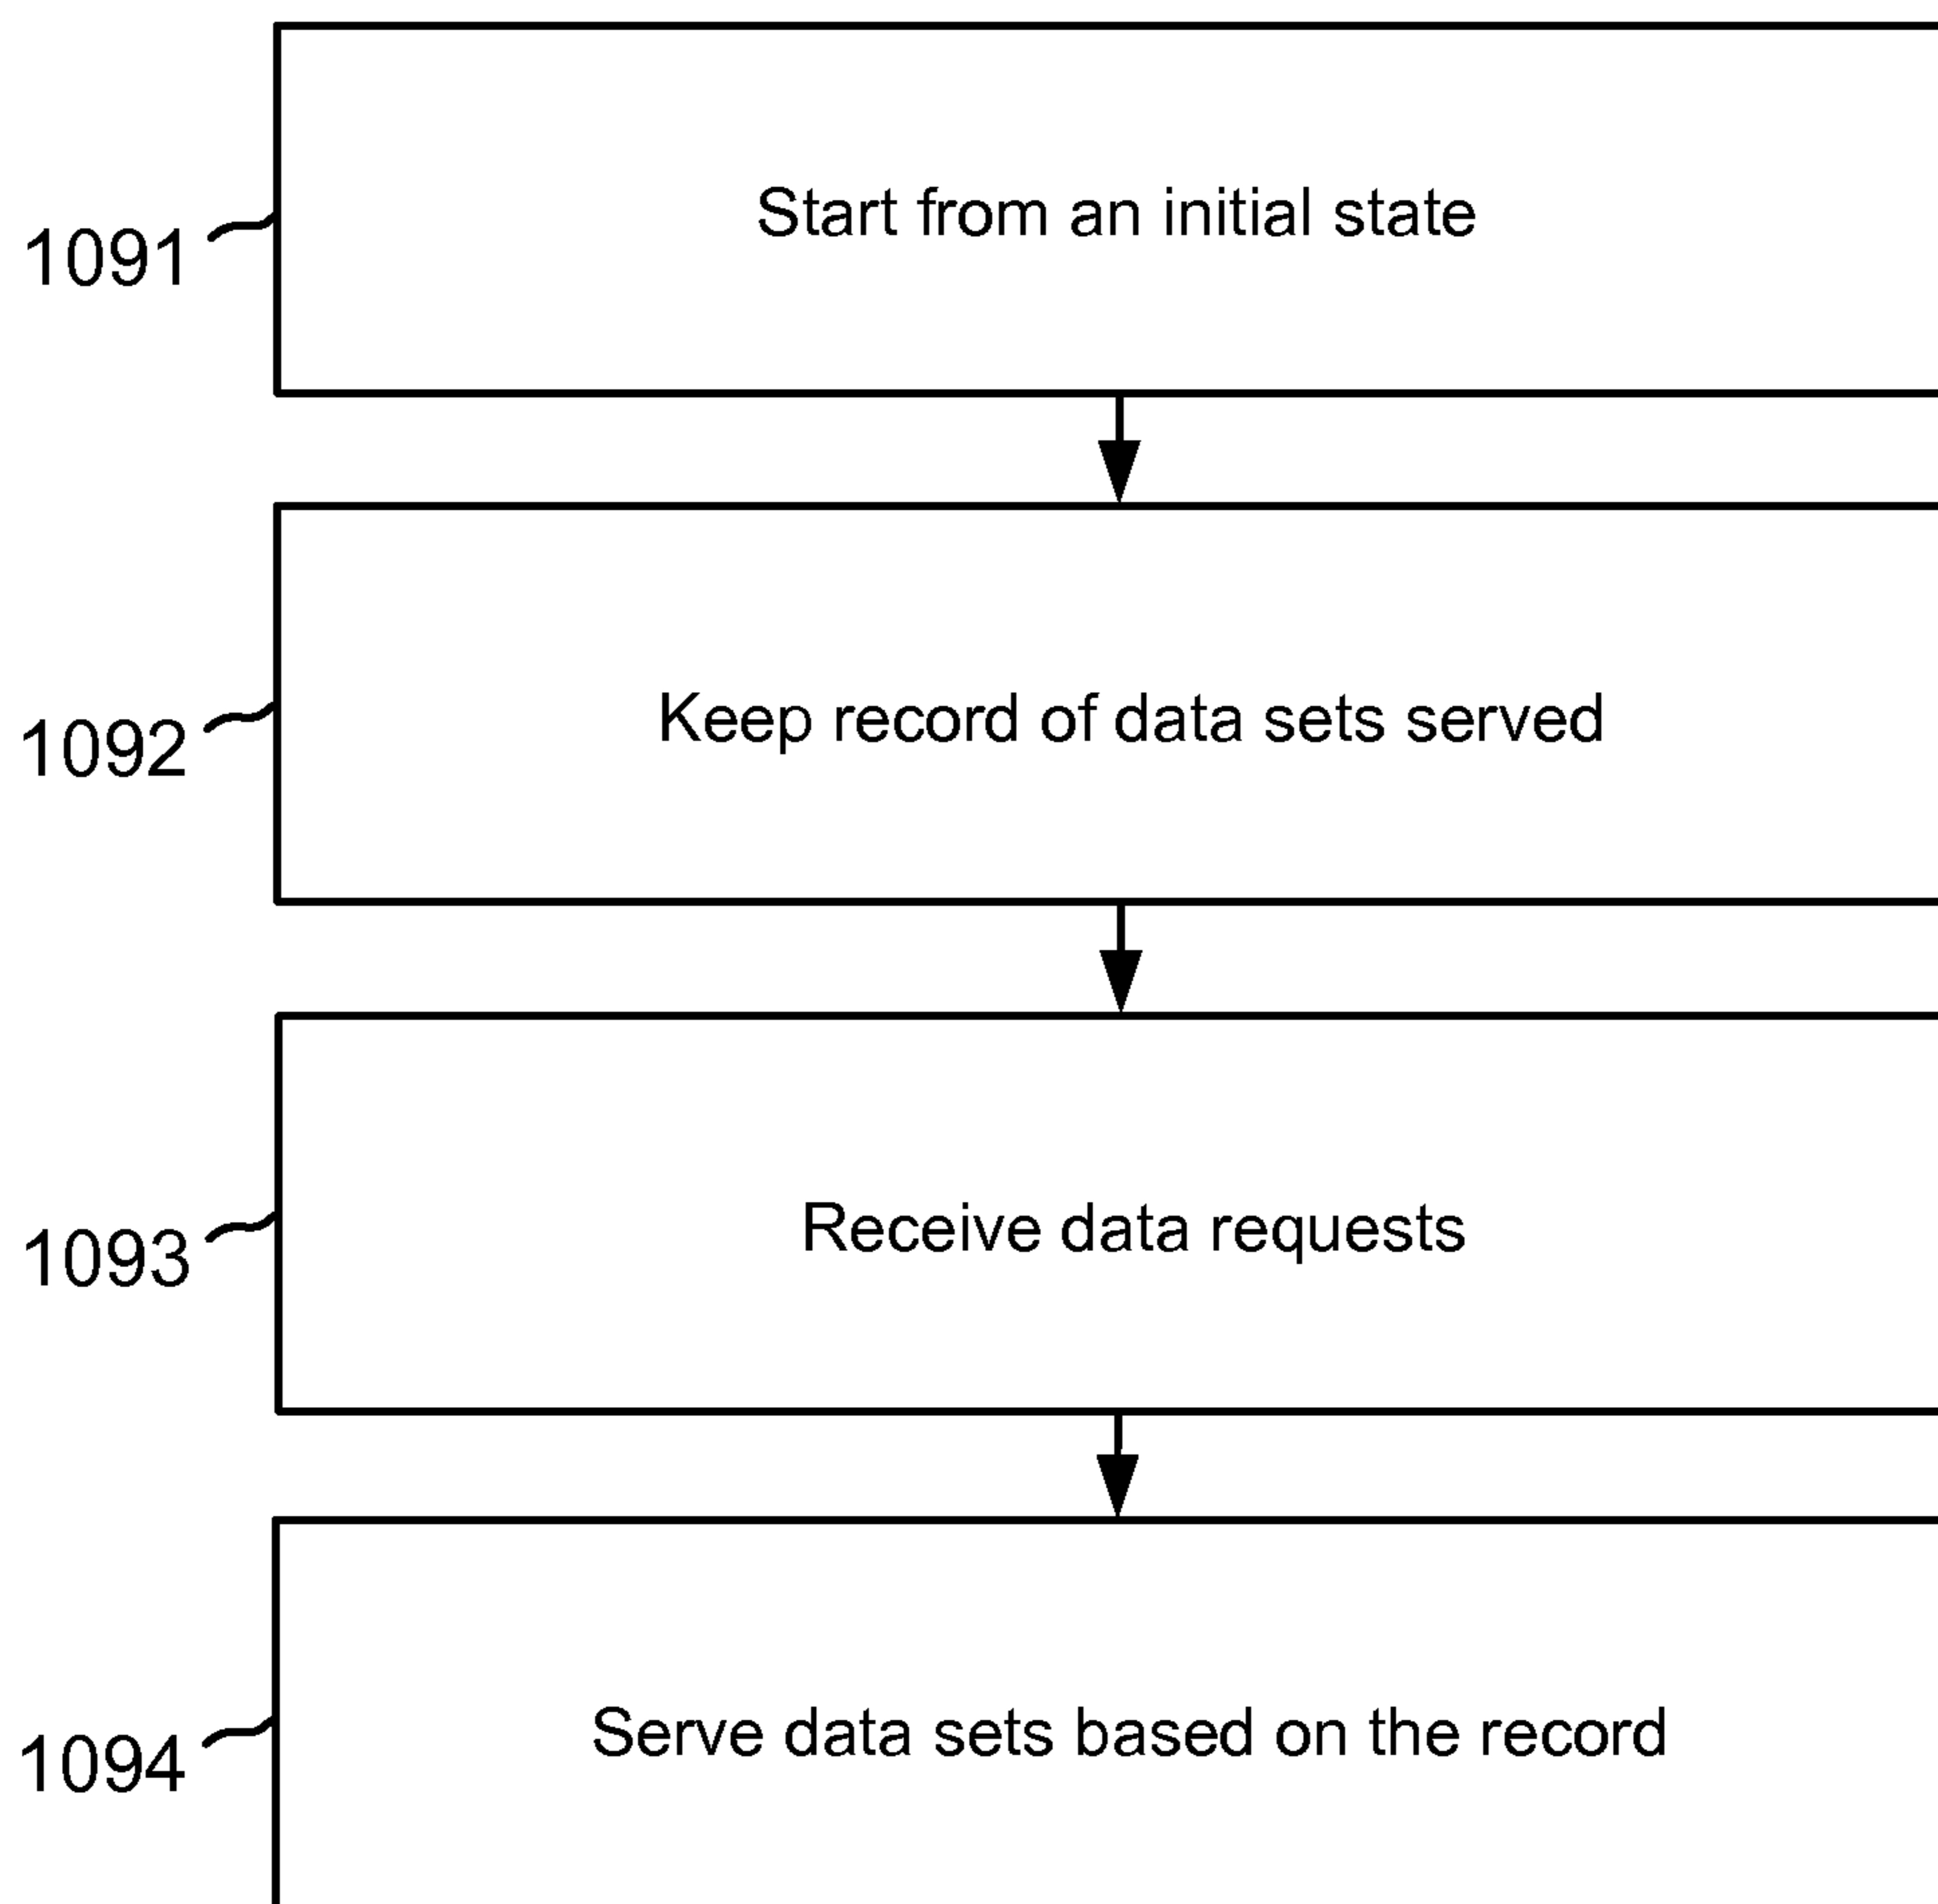 Start from an initial state
1091
Keep record of data sets served
1092
Receive data requests
1093
Serve data sets based on the record
1094